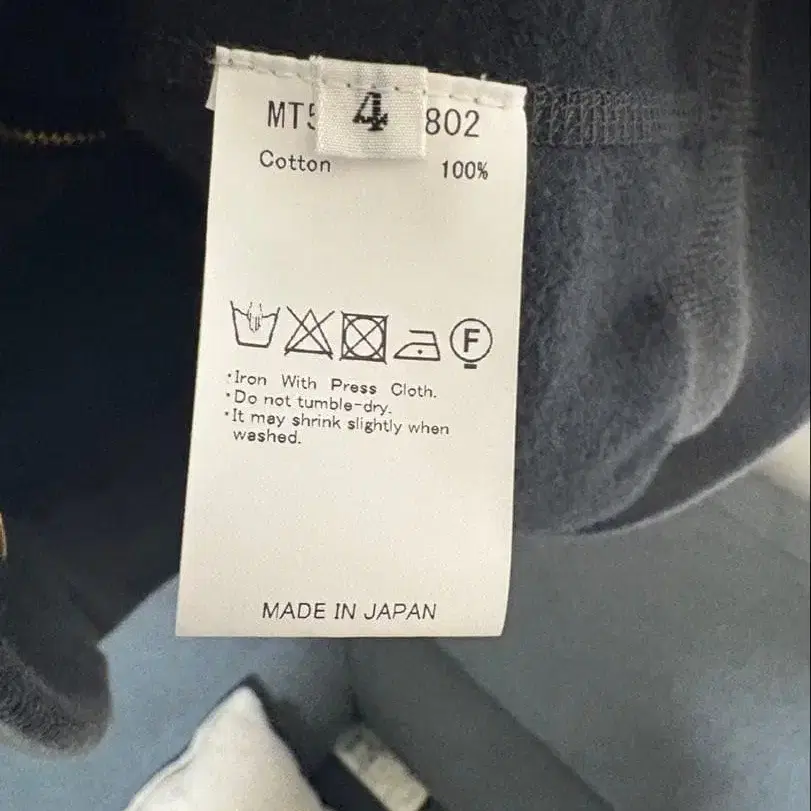 4
802
Cotton 100%
F
·Iron With Press Cloth.
·Do not tumble-dry.
·It may shrink slightly when
washed.
MADE IN JAPAN